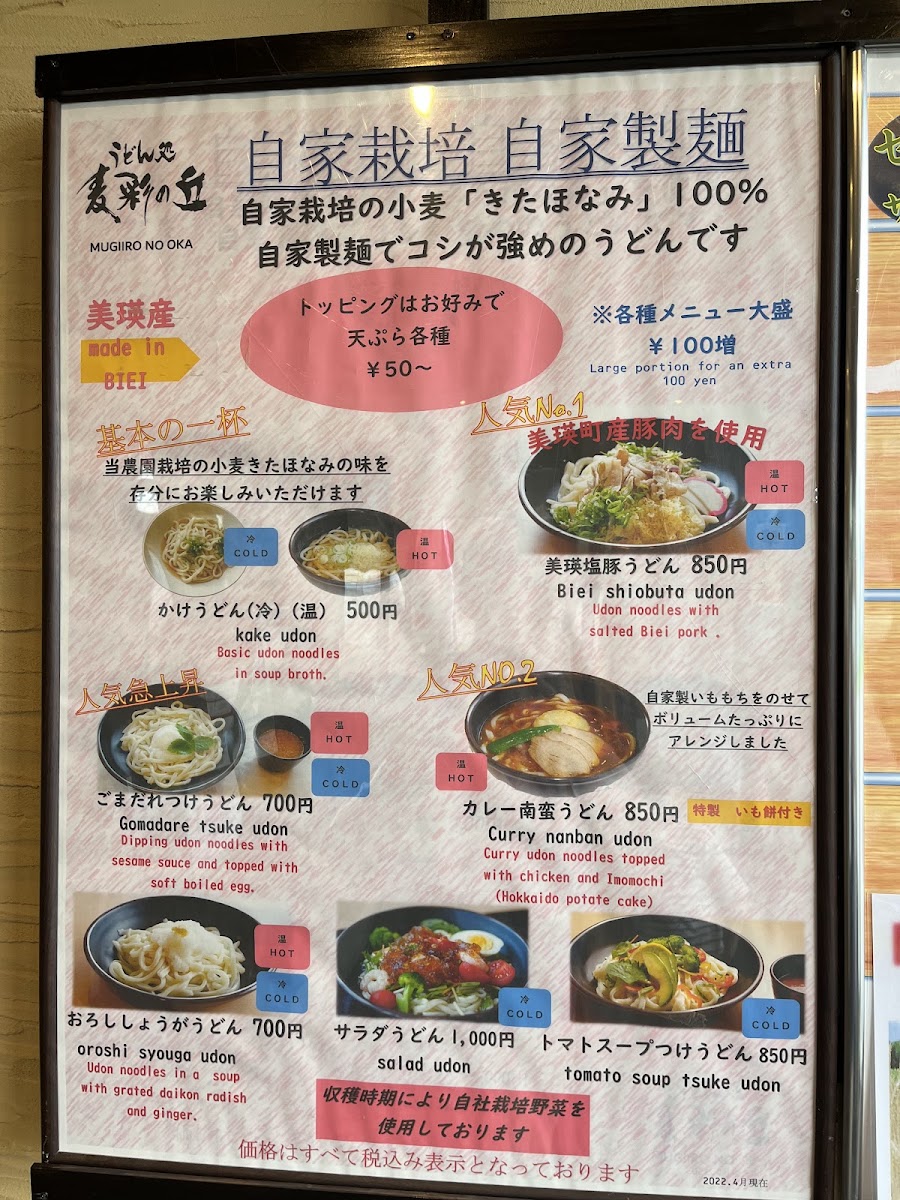 うどん処
麦彩の丘
MUGIIRO NO OKA
自家栽培 自家製麺
自家栽培の小麦「きたほなみ」100%
自家製麺でコシが強めのうどんです
美瑛産
made in
BIEI
トッピングはお好みで
天ぷら各種
¥50〜
※各種メニュー大盛
¥100増
Large portion for an extra
100 yen
基本の一杯
当農園栽培の小麦きたほなみの味を
存分にお楽しみいただけます
冷
COLD
温
HOT
かけうどん(冷)(温) 500円
kake udon
Basic udon noodles
in soup broth.
人気No.1
美瑛町産豚肉を使用
温
HOT
冷
COLD
美瑛塩豚うどん 850円
Biei shiobuta udon
Udon noodles with
salted Biei pork .
人気急上昇
温
HOT
冷
COLD
ごまだれつけうどん 700円
Gomadare tsuke udon
Dipping udon noodles with
sesame sauce and topped with
soft boiled egg.
人気NO.2
自家製いももちをのせて
ボリュームたっぷりに
アレンジしました
温
HOT
カレー南蛮うどん 850円
特製 いも餅付き
Curry nanban udon
Curry udon noodles topped
with chicken and Imomochi
(Hokkaido potate cake)
温
HOT
冷
COLD
おろししょうがうどん 700円
oroshi syouga udon
Udon noodles in a soup
with grated daikon radish
and ginger.
冷
COLD
サラダうどん 1,000円
salad udon
冷
COLD
トマトスープつけうどん 850円
tomato soup tsuke udon
収穫時期により自社栽培野菜を
使用しております
価格はすべて税込み表示となっております
2022.4月現在